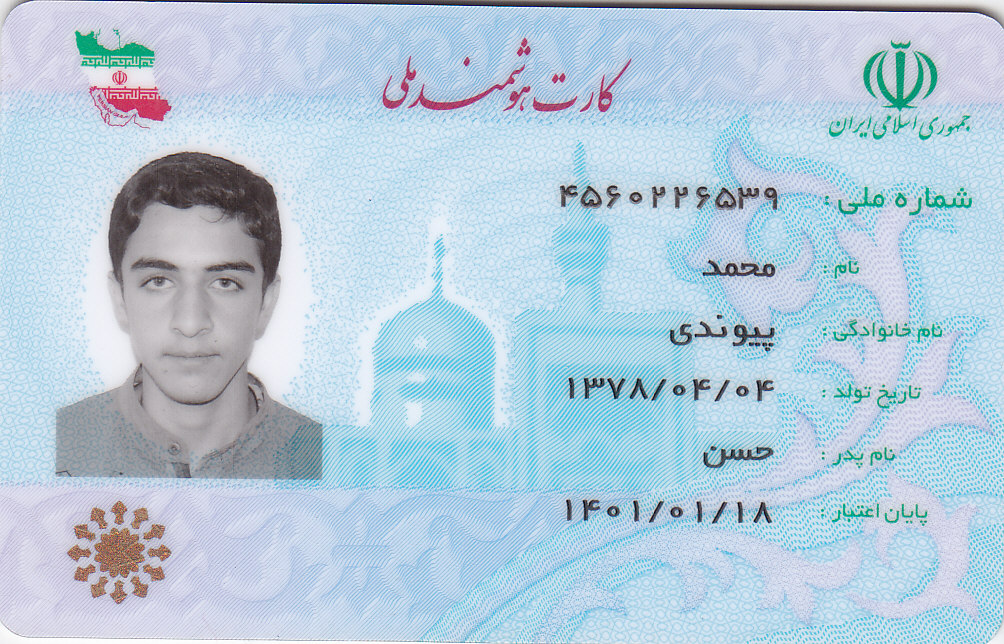 کارت هوشمند ملی
جمهوری اسلامی ایران
شماره ملی : ۴۵۶۰۲۲۶۵۳۹
نام : محمد
نام خانوادگی : پیوندی
تاریخ تولد : ۱۳۷۸/۰۴/۰۴
نام پدر : حسن
پایان اعتبار : ۱۴۰۱/۰۱/۱۸